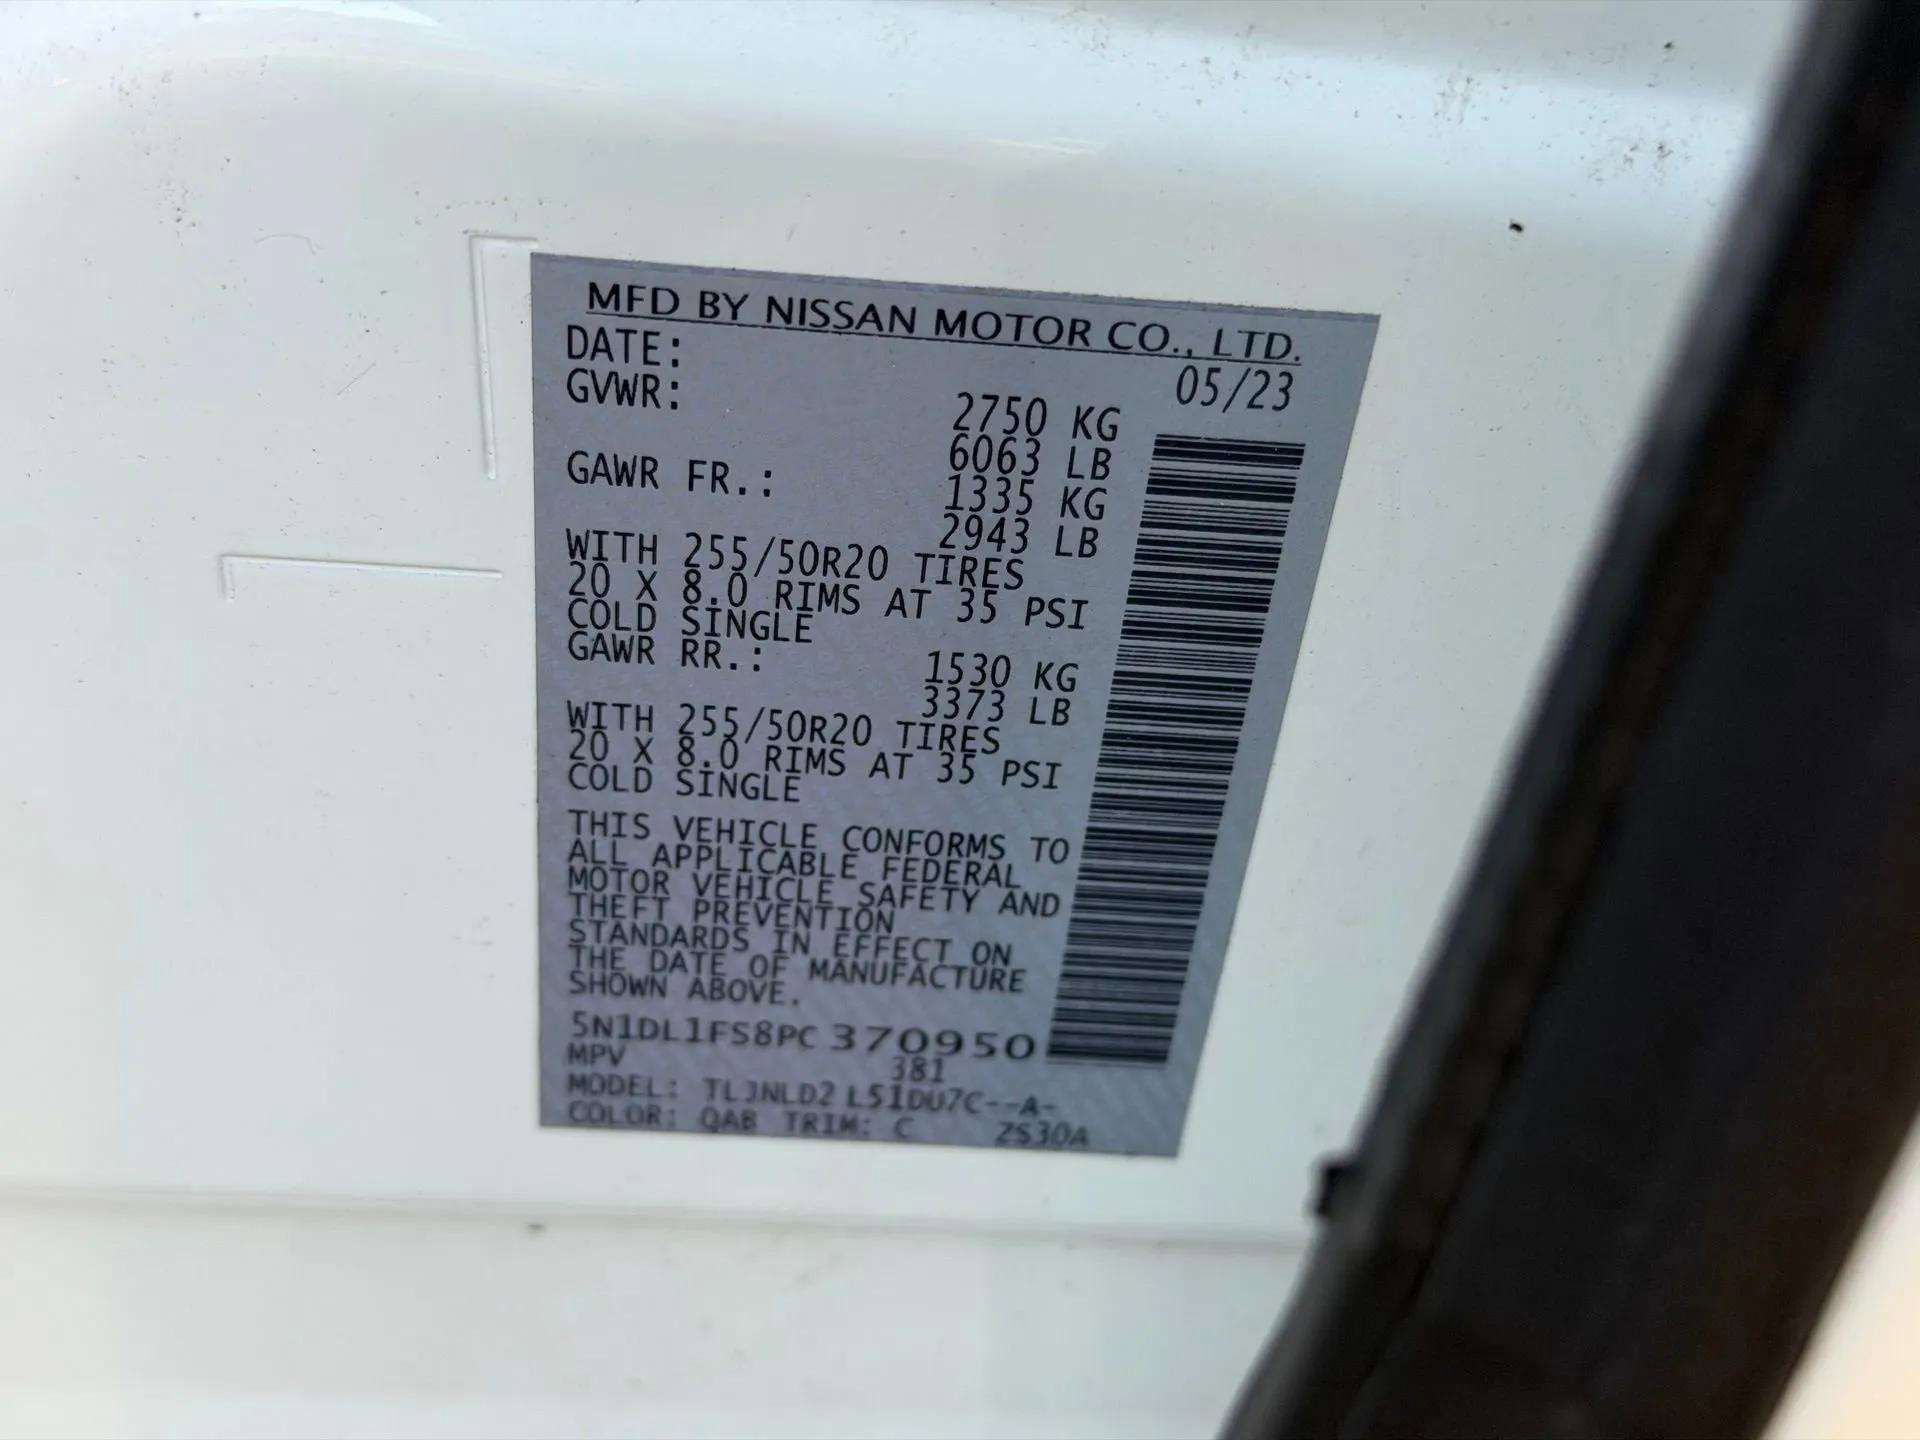 MFD BY NISSAN MOTOR CO., LTD.
DATE: 05/23
GVWR: 2750 KG
6063 LB
GAWR FR.: 1335 KG
2943 LB
WITH 255/50R20 TIRES
20 X 8.0 RIMS AT 35 PSI
COLD SINGLE
GAWR RR.: 1530 KG
3373 LB
WITH 255/50R20 TIRES
20 X 8.0 RIMS AT 35 PSI
COLD SINGLE
THIS VEHICLE CONFORMS TO
ALL APPLICABLE FEDERAL
MOTOR VEHICLE SAFETY AND
THEFT PREVENTION
STANDARDS IN EFFECT ON
THE DATE OF MANUFACTURE
SHOWN ABOVE.
5N1DL1FS8PC370950
MPV 381
MODEL: TLJNLD2 L51DU7C--A-
COLOR: QAB TRIM: C ZS30A